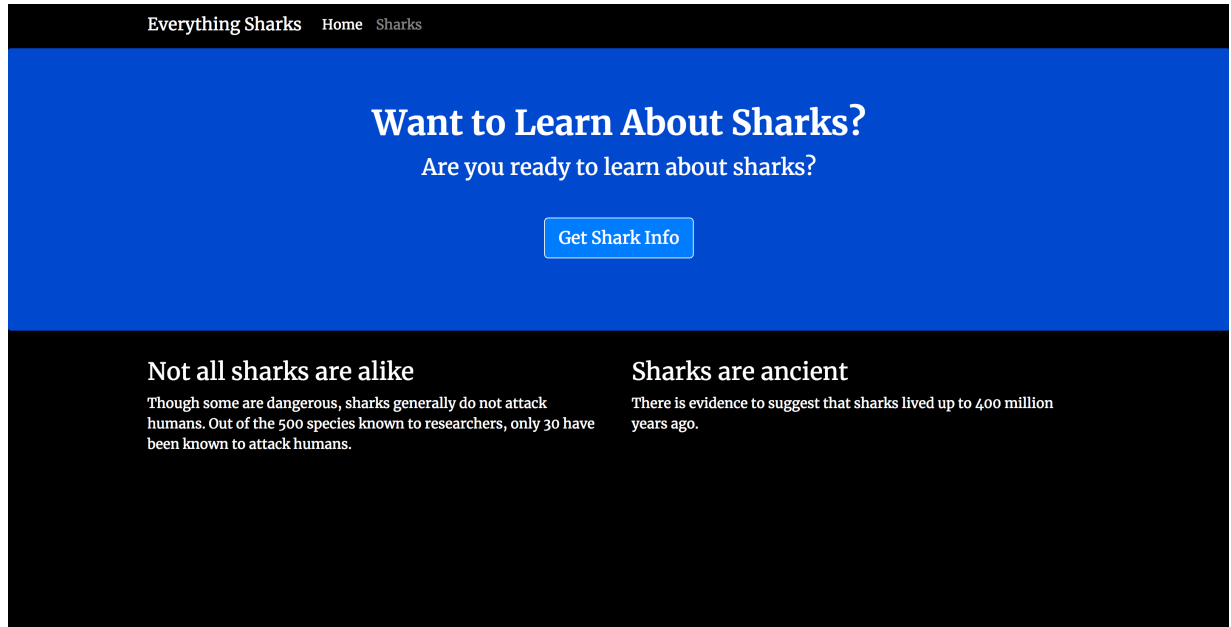 Everything Sharks Home Sharks
Want to Learn About Sharks?
Are you ready to learn about sharks?
Get Shark Info
Not all sharks are alike
Though some are dangerous, sharks generally do not attack
humans. Out of the 500 species known to researchers, only 30 have
been known to attack humans.
Sharks are ancient
There is evidence to suggest that sharks lived up to 400 million
years ago.